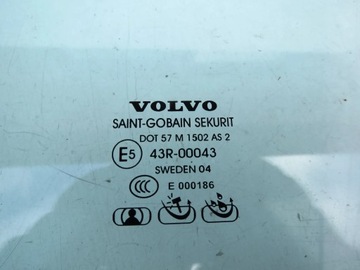 VOLVO
SAINT-GOBAIN SEKURIT
DOT 57 M 1502 AS 2
E5 43R-00043
SWEDEN 04
CCC E 000186